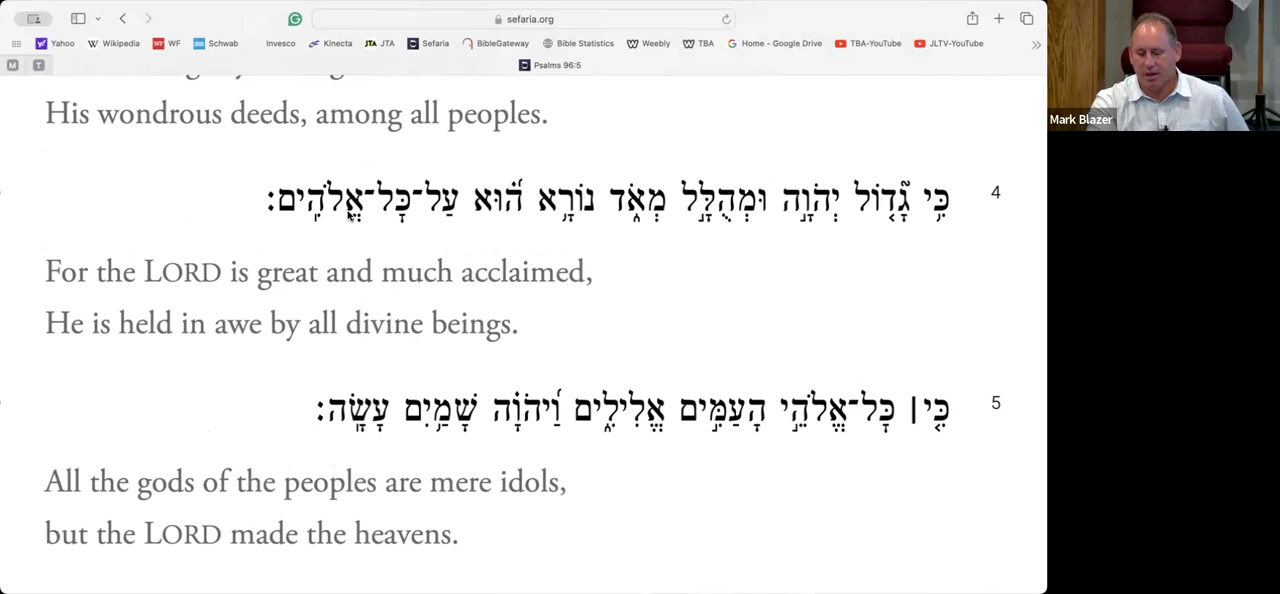 sefaria.org
Yahoo Wikipedia WF Schwab Invesco Kinecta JTA Sefaria BibleGateway Bible Statistics Weebly TBA Home - Google Drive TBA-YouTube JLTV-YouTube
M T Psalms 96:5
His wondrous deeds, among all peoples.
4 כִּ֥י גָ֘ד֤וֹל יְהֹוָ֣ה וּמְהֻלָּ֣ל מְאֹ֑ד נוֹרָ֥א ה֝֗וּא עַל־כׇּל־אֱלֹהִֽים׃
For the LORD is great and much acclaimed,
He is held in awe by all divine beings.
5 כִּ֤י ׀ כׇּל־אֱלֹהֵ֣י הָעַמִּ֣ים אֱלִילִ֑ים וַ֝יהֹוָ֗ה שָׁמַ֥יִם עָשָֽׂה׃
All the gods of the peoples are mere idols,
but the LORD made the heavens.
Mark Blazer